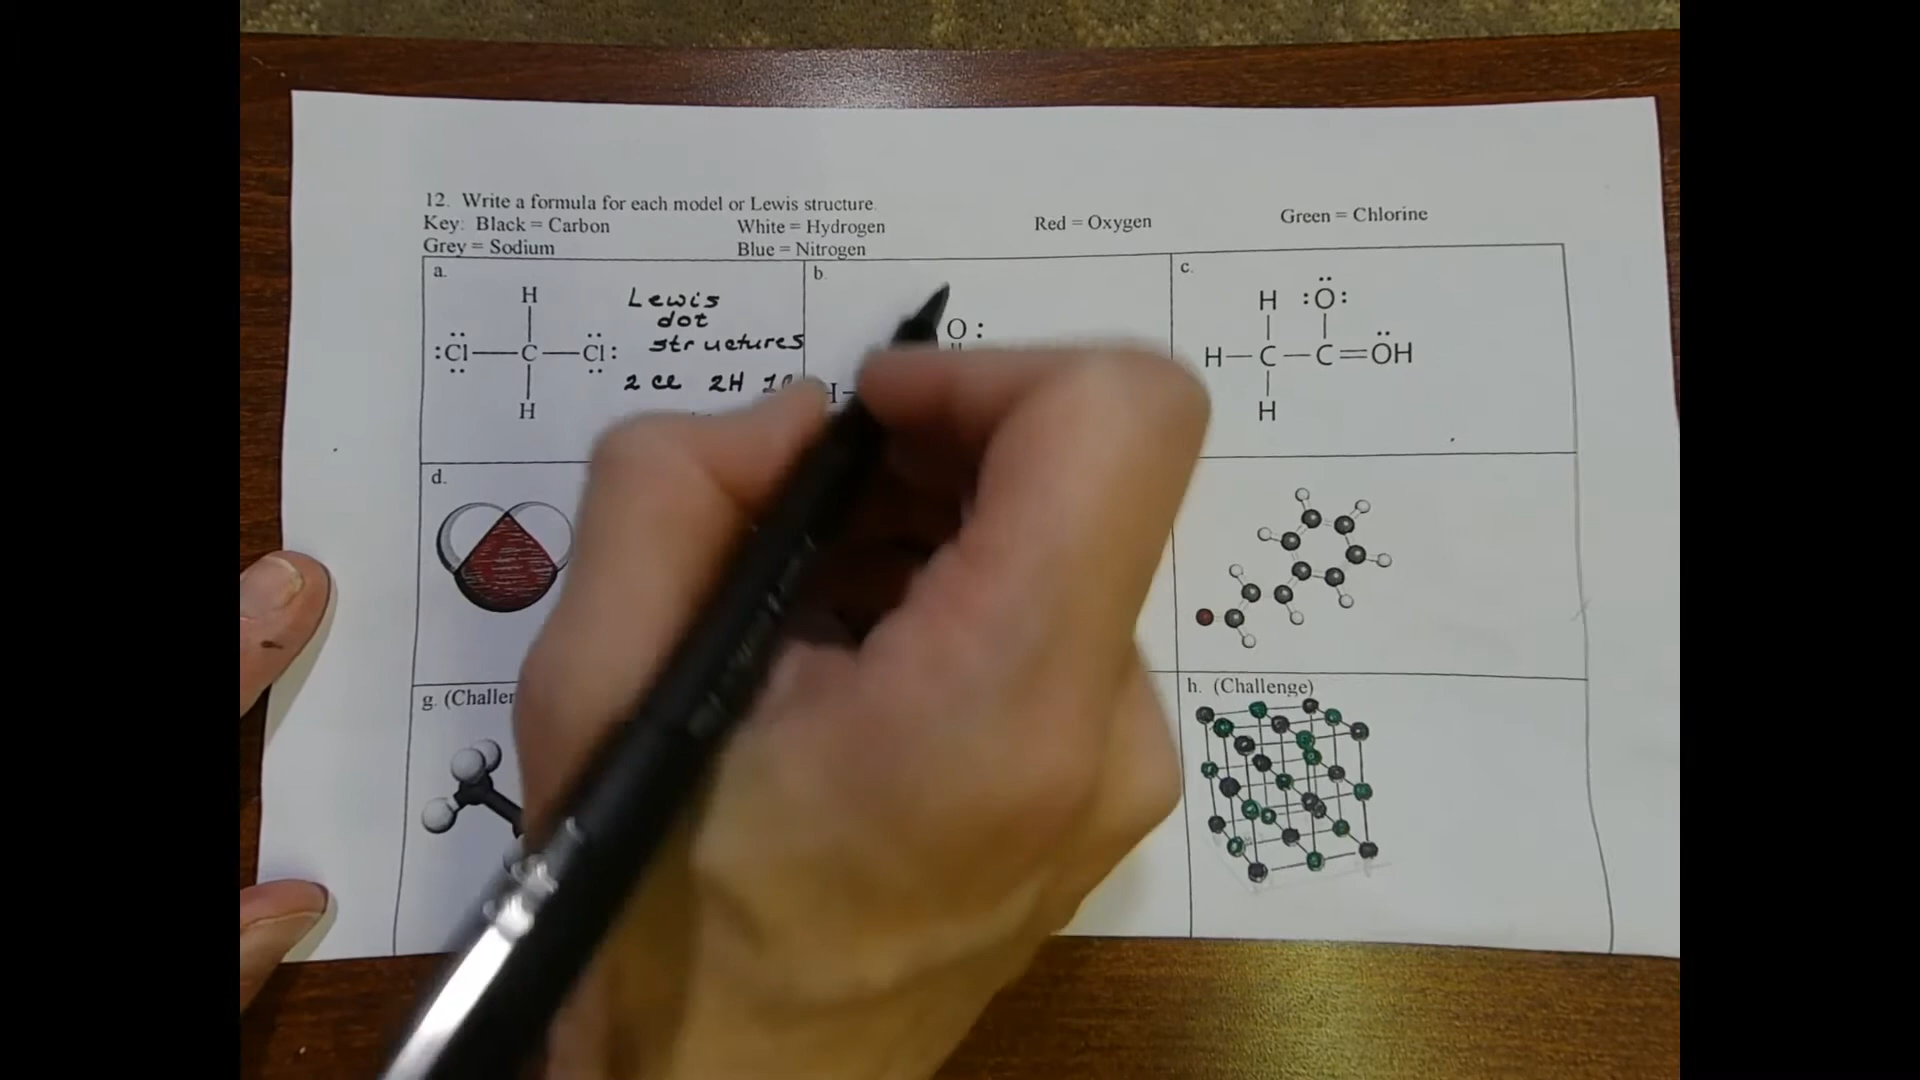 12. Write a formula for each model or Lewis structure.
Key: Black = Carbon White = Hydrogen Red = Oxygen Green = Chlorine
Grey = Sodium Blue = Nitrogen
a. b. c.
H Lewis
dot
:Cl—C—Cl: structures
2 Cl 2H
H
O:
H :O:
H—C—C=OH
H
d.
g. h. (Challenge)